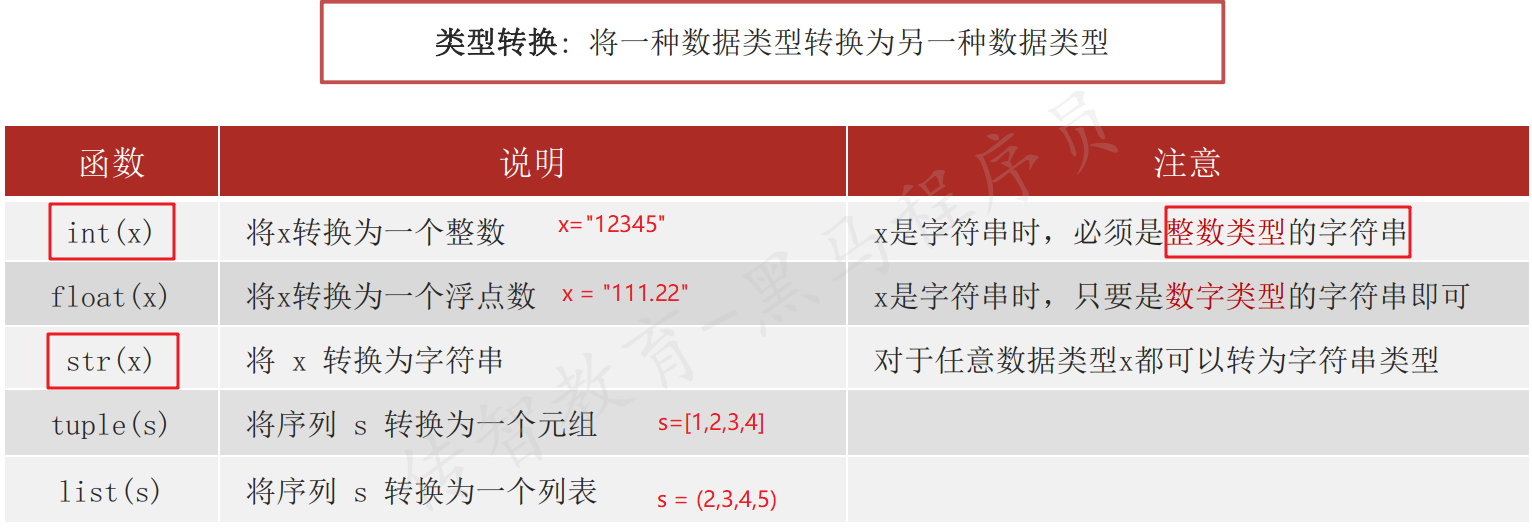 类型转换：将一种数据类型转换为另一种数据类型
函数 说明 注意
int(x) 将x转换为一个整数 x="12345" x是字符串时，必须是整数类型的字符串
float(x) 将x转换为一个浮点数 x = "111.22" x是字符串时，只要是数字类型的字符串即可
str(x) 将 x 转换为字符串 对于任意数据类型x都可以转为字符串类型
tuple(s) 将序列 s 转换为一个元组 s=[1,2,3,4]
list(s) 将序列 s 转换为一个列表 s = (2,3,4,5)
传智教育-黑马程序员